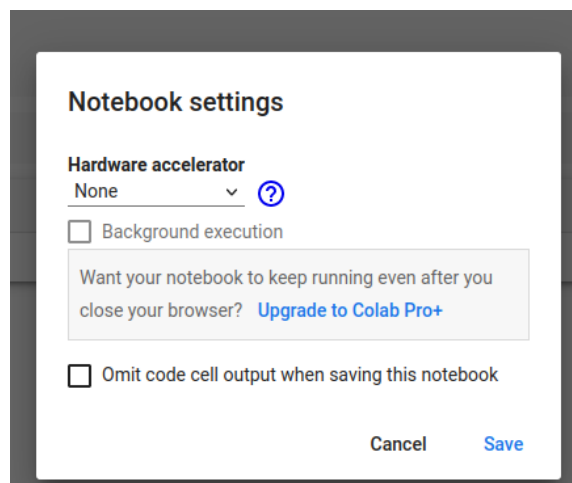 Notebook settings
Hardware accelerator
None
?
Background execution
Want your notebook to keep running even after you
close your browser? Upgrade to Colab Pro+
Omit code cell output when saving this notebook
Cancel Save